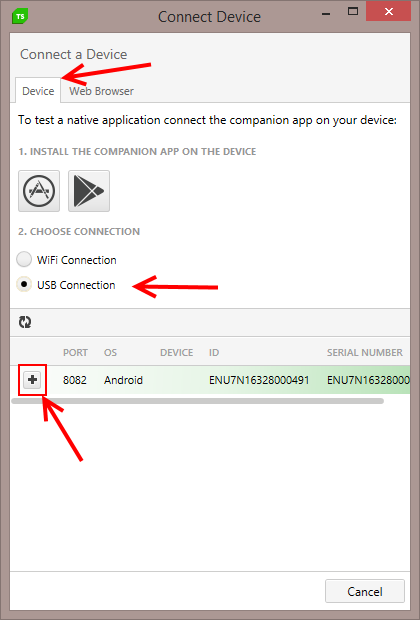 TS
Connect Device
Connect a Device
Device Web Browser
To test a native application connect the companion app on your device:
1. INSTALL THE COMPANION APP ON THE DEVICE
2. CHOOSE CONNECTION
WiFi Connection
USB Connection
PORT OS DEVICE ID SERIAL NUMBER
8082 Android ENU7N16328000491 ENU7N16328000
Cancel